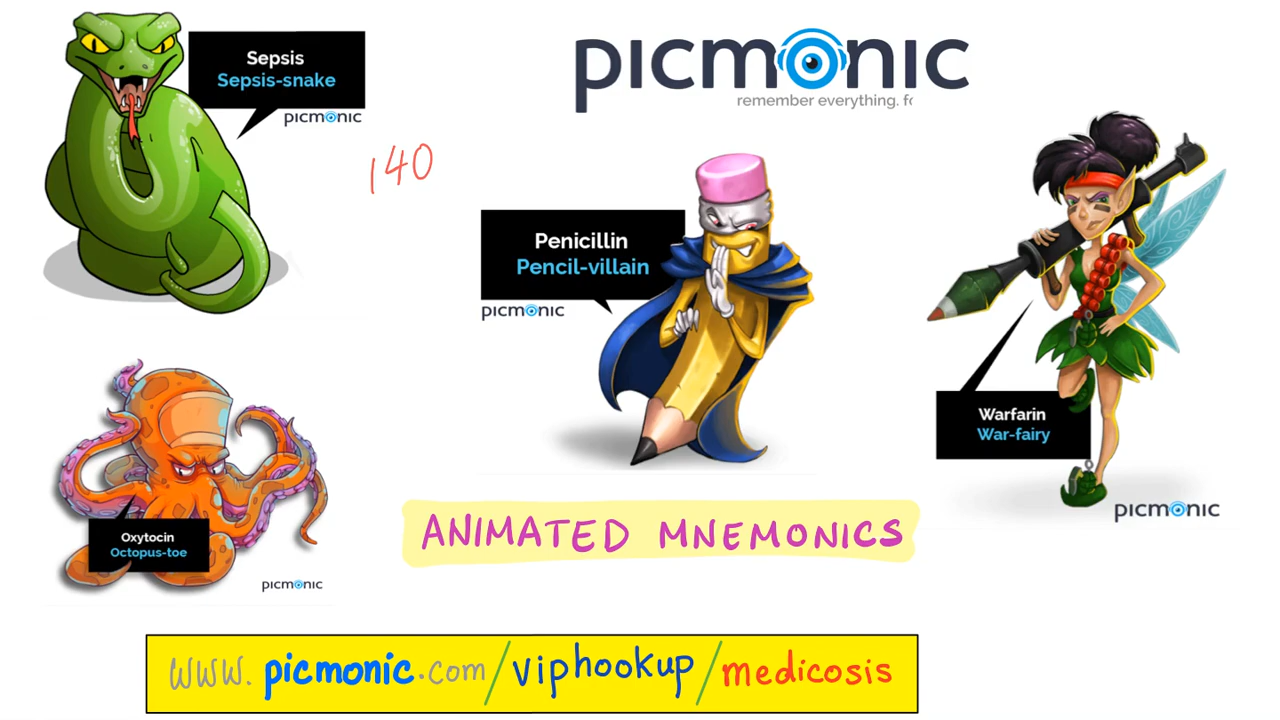 Sepsis
Sepsis-snake
picmonic
picmonic
remember everything. fo
140
Penicillin
Pencil-villain
picmonic
Warfarin
War-fairy
picmonic
Oxytocin
Octopus-toe
picmonic
ANIMATED MNEMONICS
www.picmonic.com/viphookup/medicosis